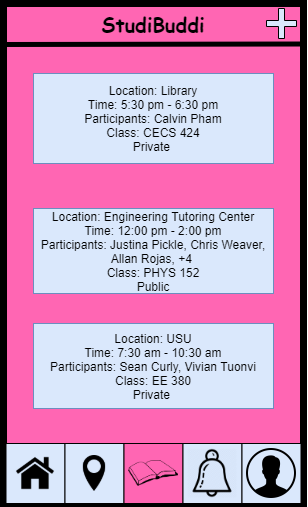 StudiBuddi
Location: Library
Time: 5:30 pm - 6:30 pm
Participants: Calvin Pham
Class: CECS 424
Private
Location: Engineering Tutoring Center
Time: 12:00 pm - 2:00 pm
Participants: Justina Pickle, Chris Weaver,
Allan Rojas, +4
Class: PHYS 152
Public
Location: USU
Time: 7:30 am - 10:30 am
Participants: Sean Curly, Vivian Tuonvi
Class: EE 380
Private